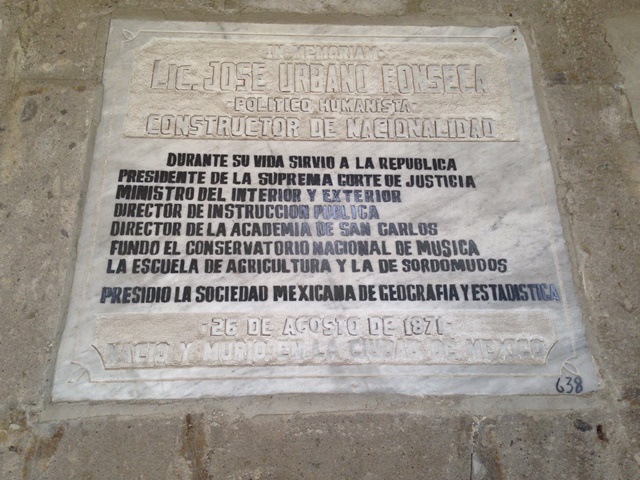 IN MEMORIAM
LIC. JOSE URBANO FONSECA
POLITICO HUMANISTA
CONSTRUCTOR DE NACIONALIDAD
DURANTE SU VIDA SIRVIO A LA REPUBLICA
PRESIDENTE DE LA SUPREMA CORTE DE JUSTICIA
MINISTRO DEL INTERIOR Y EXTERIOR
DIRECTOR DE INSTRUCCION PUBLICA
DIRECTOR DE LA ACADEMIA DE SAN CARLOS
FUNDO EL CONSERVATORIO NACIONAL DE MUSICA
LA ESCUELA DE AGRICULTURA Y LA DE SORDOMUDOS
PRESIDIO LA SOCIEDAD MEXICANA DE GEOGRAFIA Y ESTADISTICA
-26 DE AGOSTO DE 1871-
NACIO Y MURIO EN LA CIUDAD DE MEXICO
638